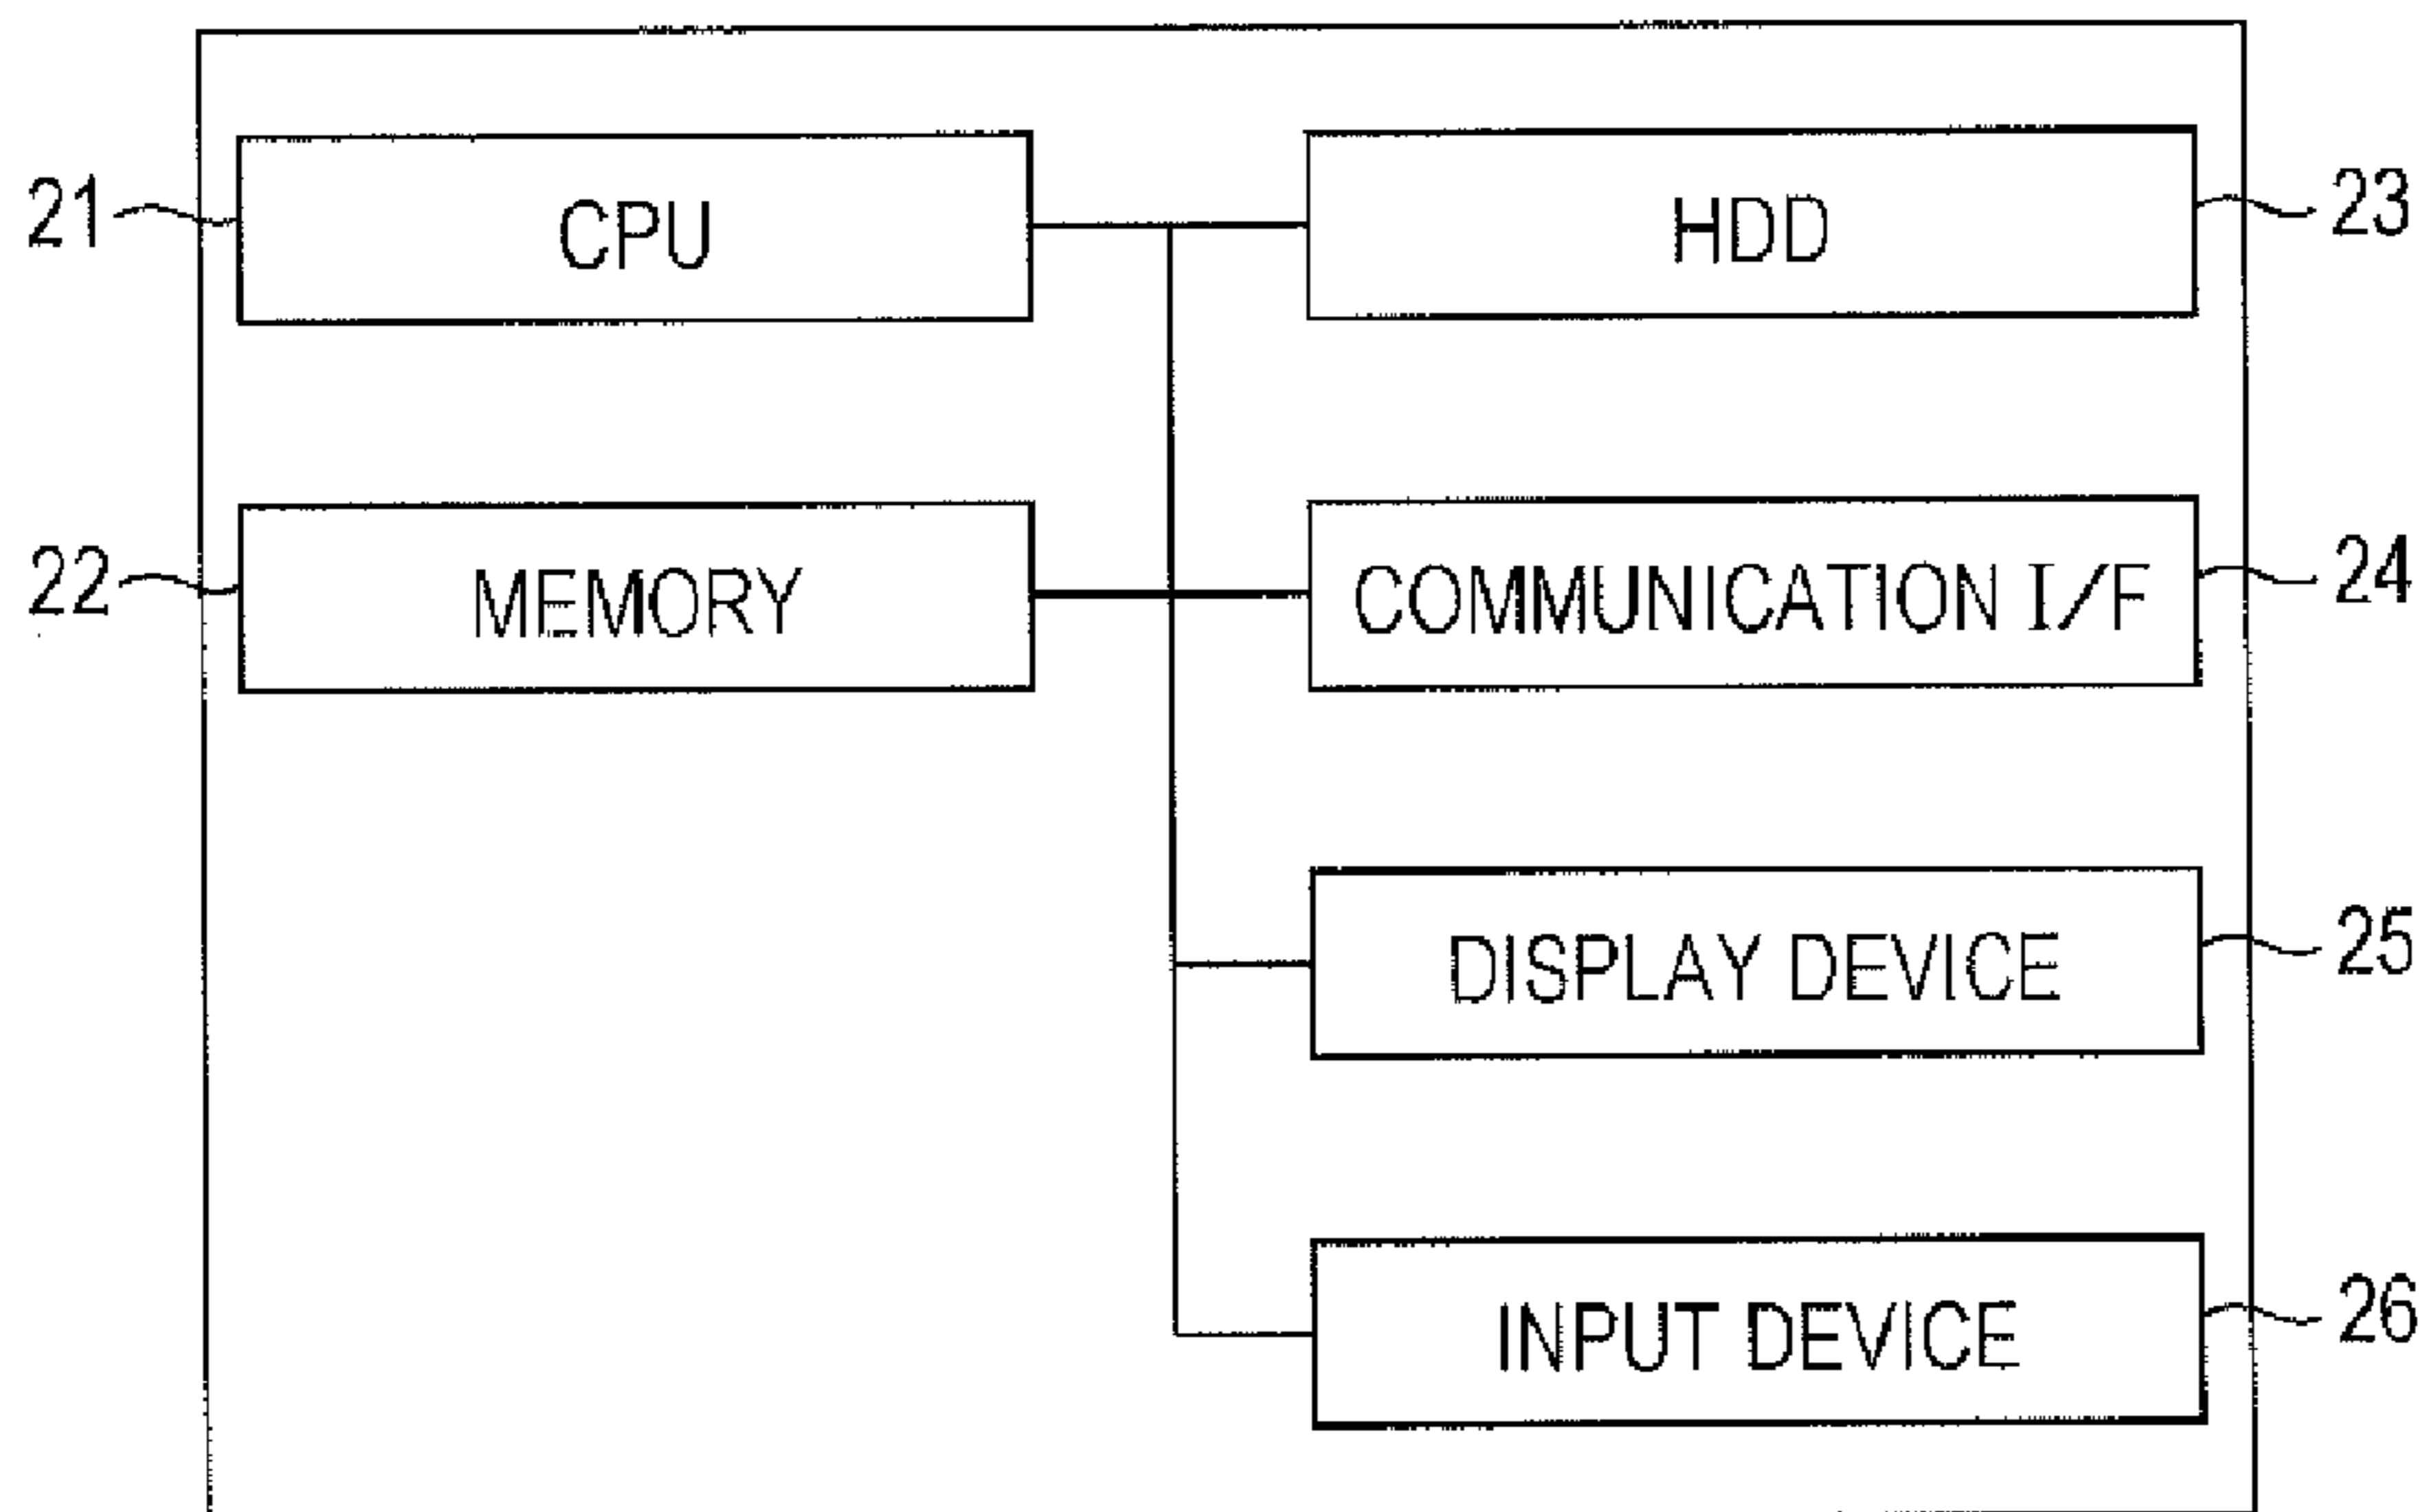 21
CPU
HDD
23
22
MEMORY
COMMUNICATION I/F
24
DISPLAY DEVICE
25
INPUT DEVICE
26